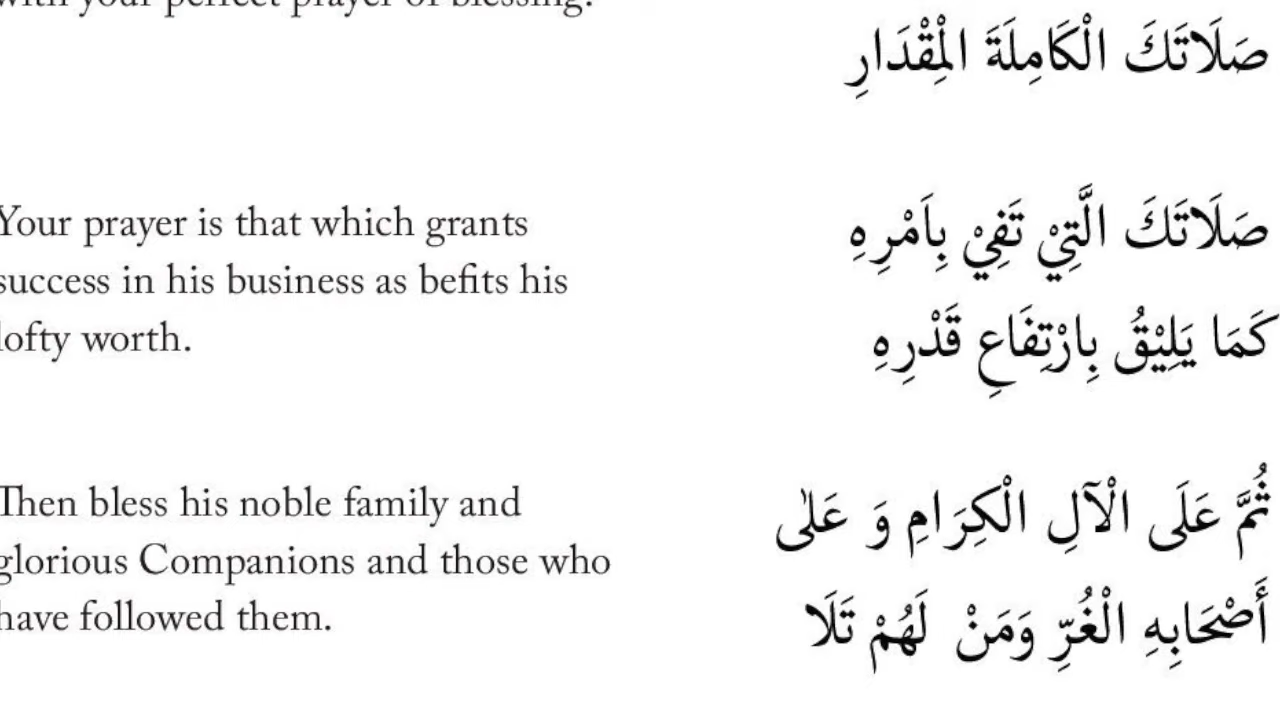 with your perfect prayer of blessing.
صَلَاتَكَ الْكَامِلَةَ الْمِقْدَارِ
Your prayer is that which grants
success in his business as befits his
lofty worth.
صَلَاتَكَ الَّتِيْ تَفِيْ بِاَمْرِهِ
كَمَا يَلِيْقُ بِارْتِفَاعِ قَدْرِهِ
Then bless his noble family and
glorious Companions and those who
have followed them.
ثُمَّ عَلَى الْآلِ الْكِرَامِ وَ عَلٰى
أَصْحَابِهِ الْغُرِّ وَمَنْ لَهُمْ تَلَا